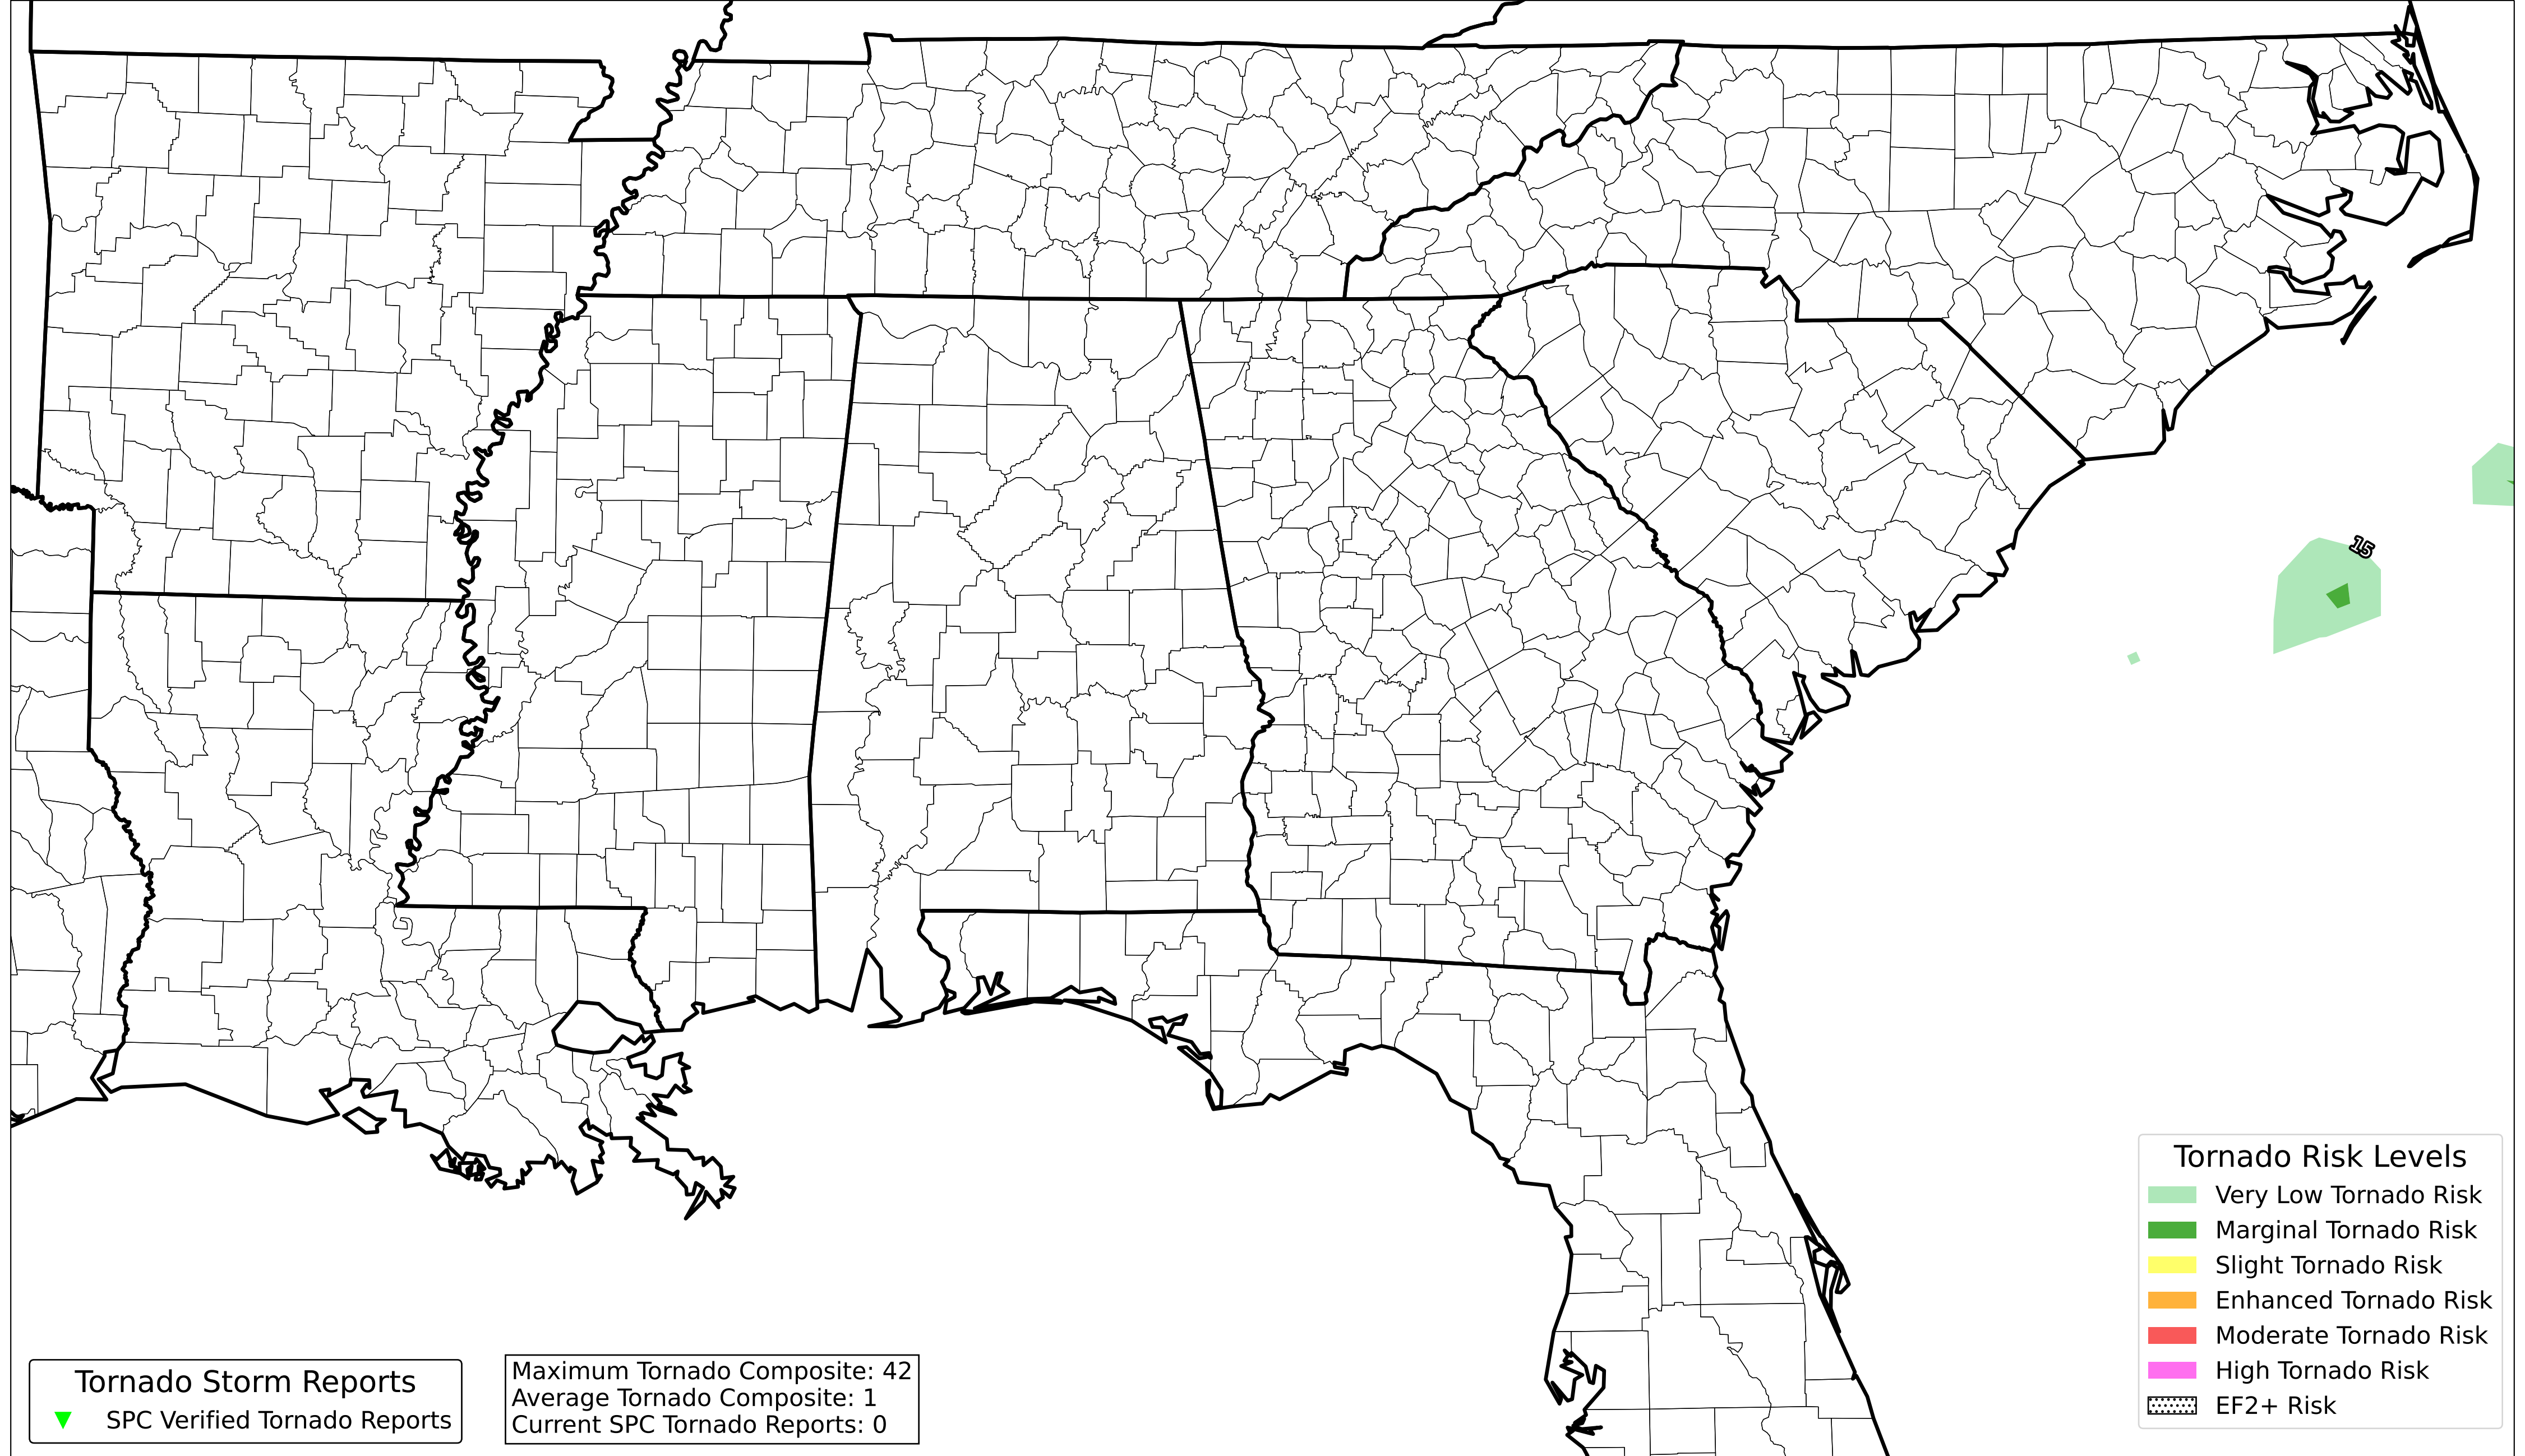 15
Tornado Risk Levels
Very Low Tornado Risk
Marginal Tornado Risk
Slight Tornado Risk
Enhanced Tornado Risk
Moderate Tornado Risk
High Tornado Risk
EF2+ Risk
Tornado Storm Reports
SPC Verified Tornado Reports
Maximum Tornado Composite: 42
Average Tornado Composite: 1
Current SPC Tornado Reports: 0